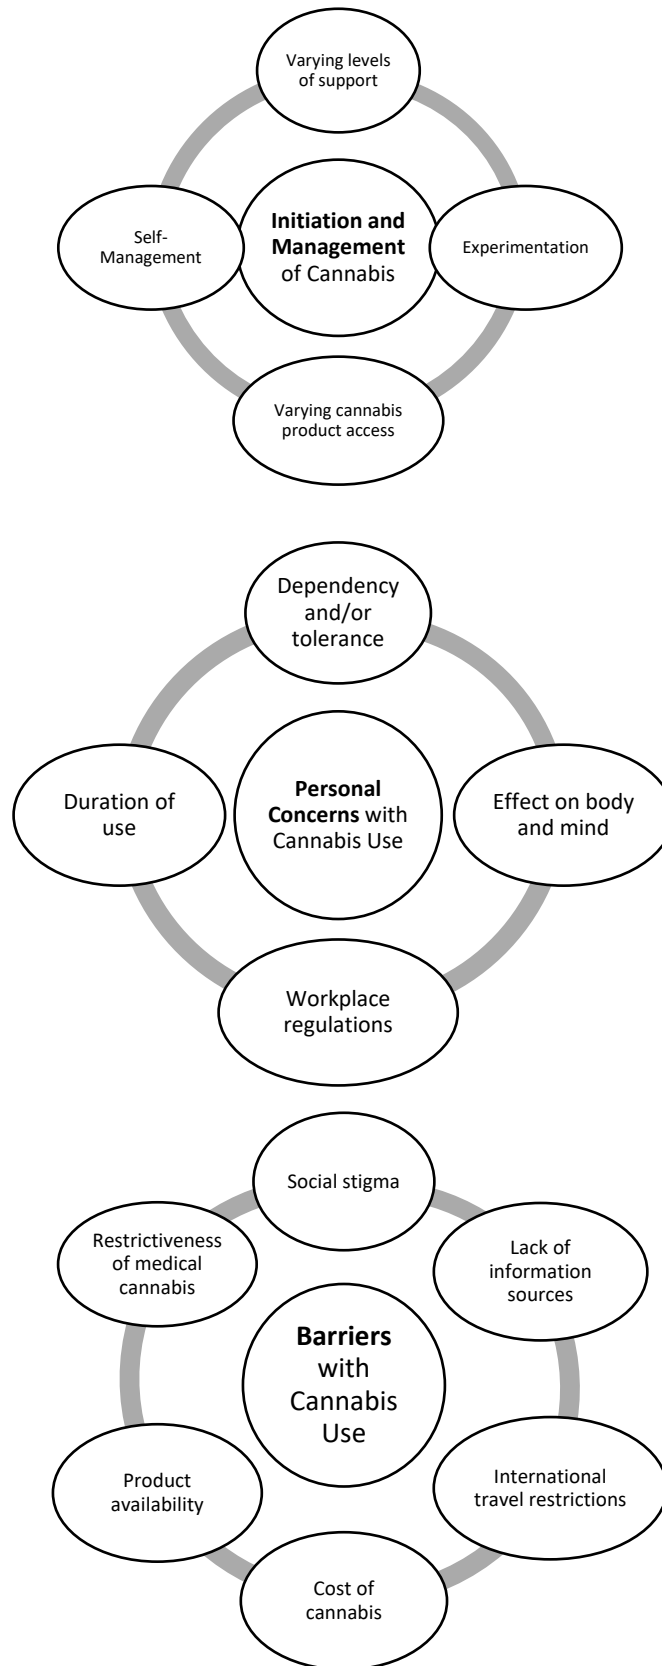 Varying levels
of support
Self-
Management
Initiation and
Management
of Cannabis
Experimentation
Varying cannabis
product access
Dependency
and/or
tolerance
Duration of
use
Personal
Concerns with
Cannabis Use
Effect on body
and mind
Workplace
regulations
Social stigma
Restrictiveness
of medical
cannabis
Lack of
information
sources
Barriers
with
Cannabis
Use
Product
availability
International
travel restrictions
Cost of
cannabis